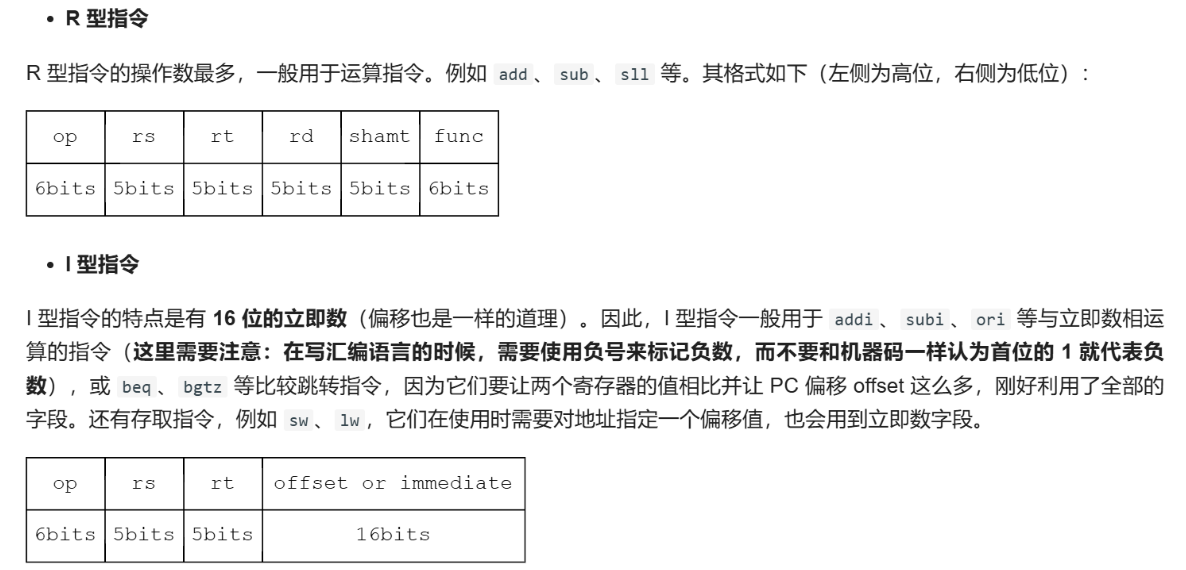 • R 型指令
R 型指令的操作数最多，一般用于运算指令。例如 add 、 sub 、 sll 等。其格式如下（左侧为高位，右侧为低位）：
op rs rt rd shamt func
6bits 5bits 5bits 5bits 5bits 6bits
• I 型指令
I 型指令的特点是有 16 位的立即数（偏移也是一样的道理）。因此，I 型指令一般用于 addi 、 subi 、 ori 等与立即数相运
算的指令（这里需要注意：在写汇编语言的时候，需要使用负号来标记负数，而不要和机器码一样认为首位的 1 就代表负
数），或 beq 、 bgtz 等比较跳转指令，因为它们要让两个寄存器的值相比并让 PC 偏移 offset 这么多，刚好利用了全部的
字段。还有存取指令，例如 sw 、 lw ，它们在使用时需要对地址指定一个偏移值，也会用到立即数字段。
op rs rt offset or immediate
6bits 5bits 5bits 16bits